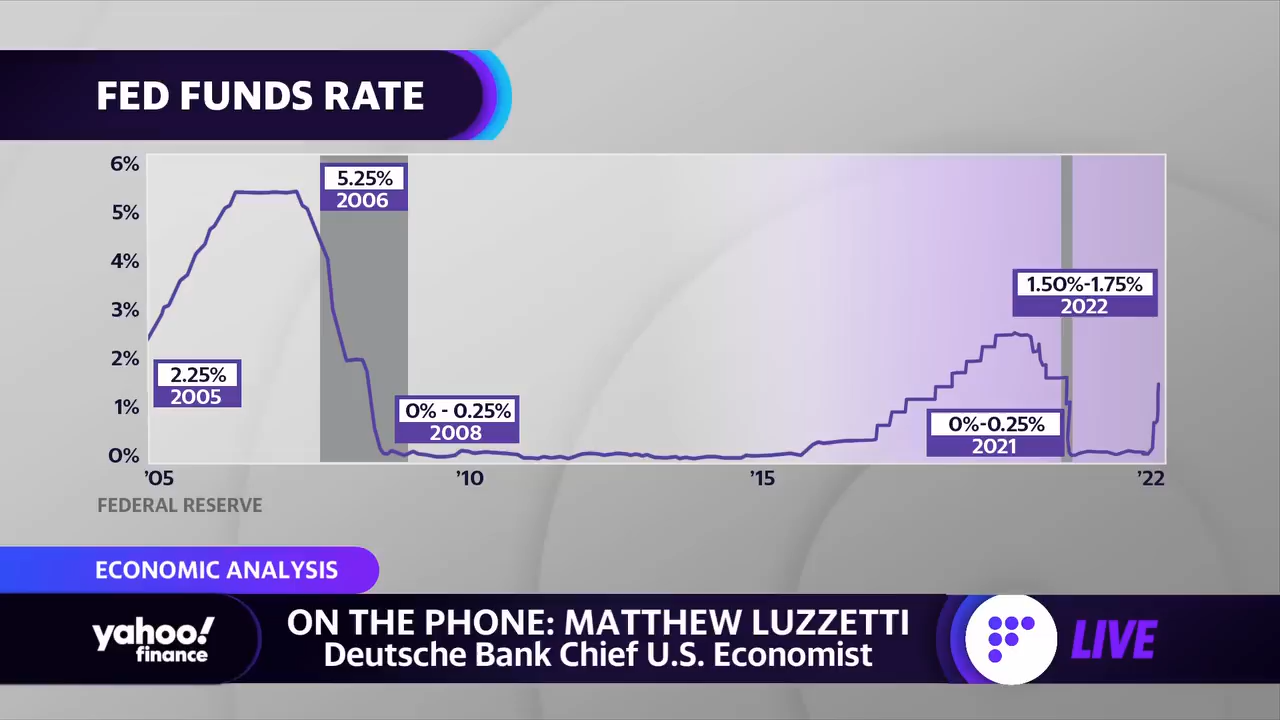 FED FUNDS RATE
6%
5%
4%
3%
2%
1%
0%
5.25%
2006
1.50%-1.75%
2022
2.25%
2005
0% - 0.25%
2008
0%-0.25%
2021
'05
'10
'15
'22
FEDERAL RESERVE
ECONOMIC ANALYSIS
yahoo!
finance
ON THE PHONE: MATTHEW LUZZETTI
Deutsche Bank Chief U.S. Economist
LIVE